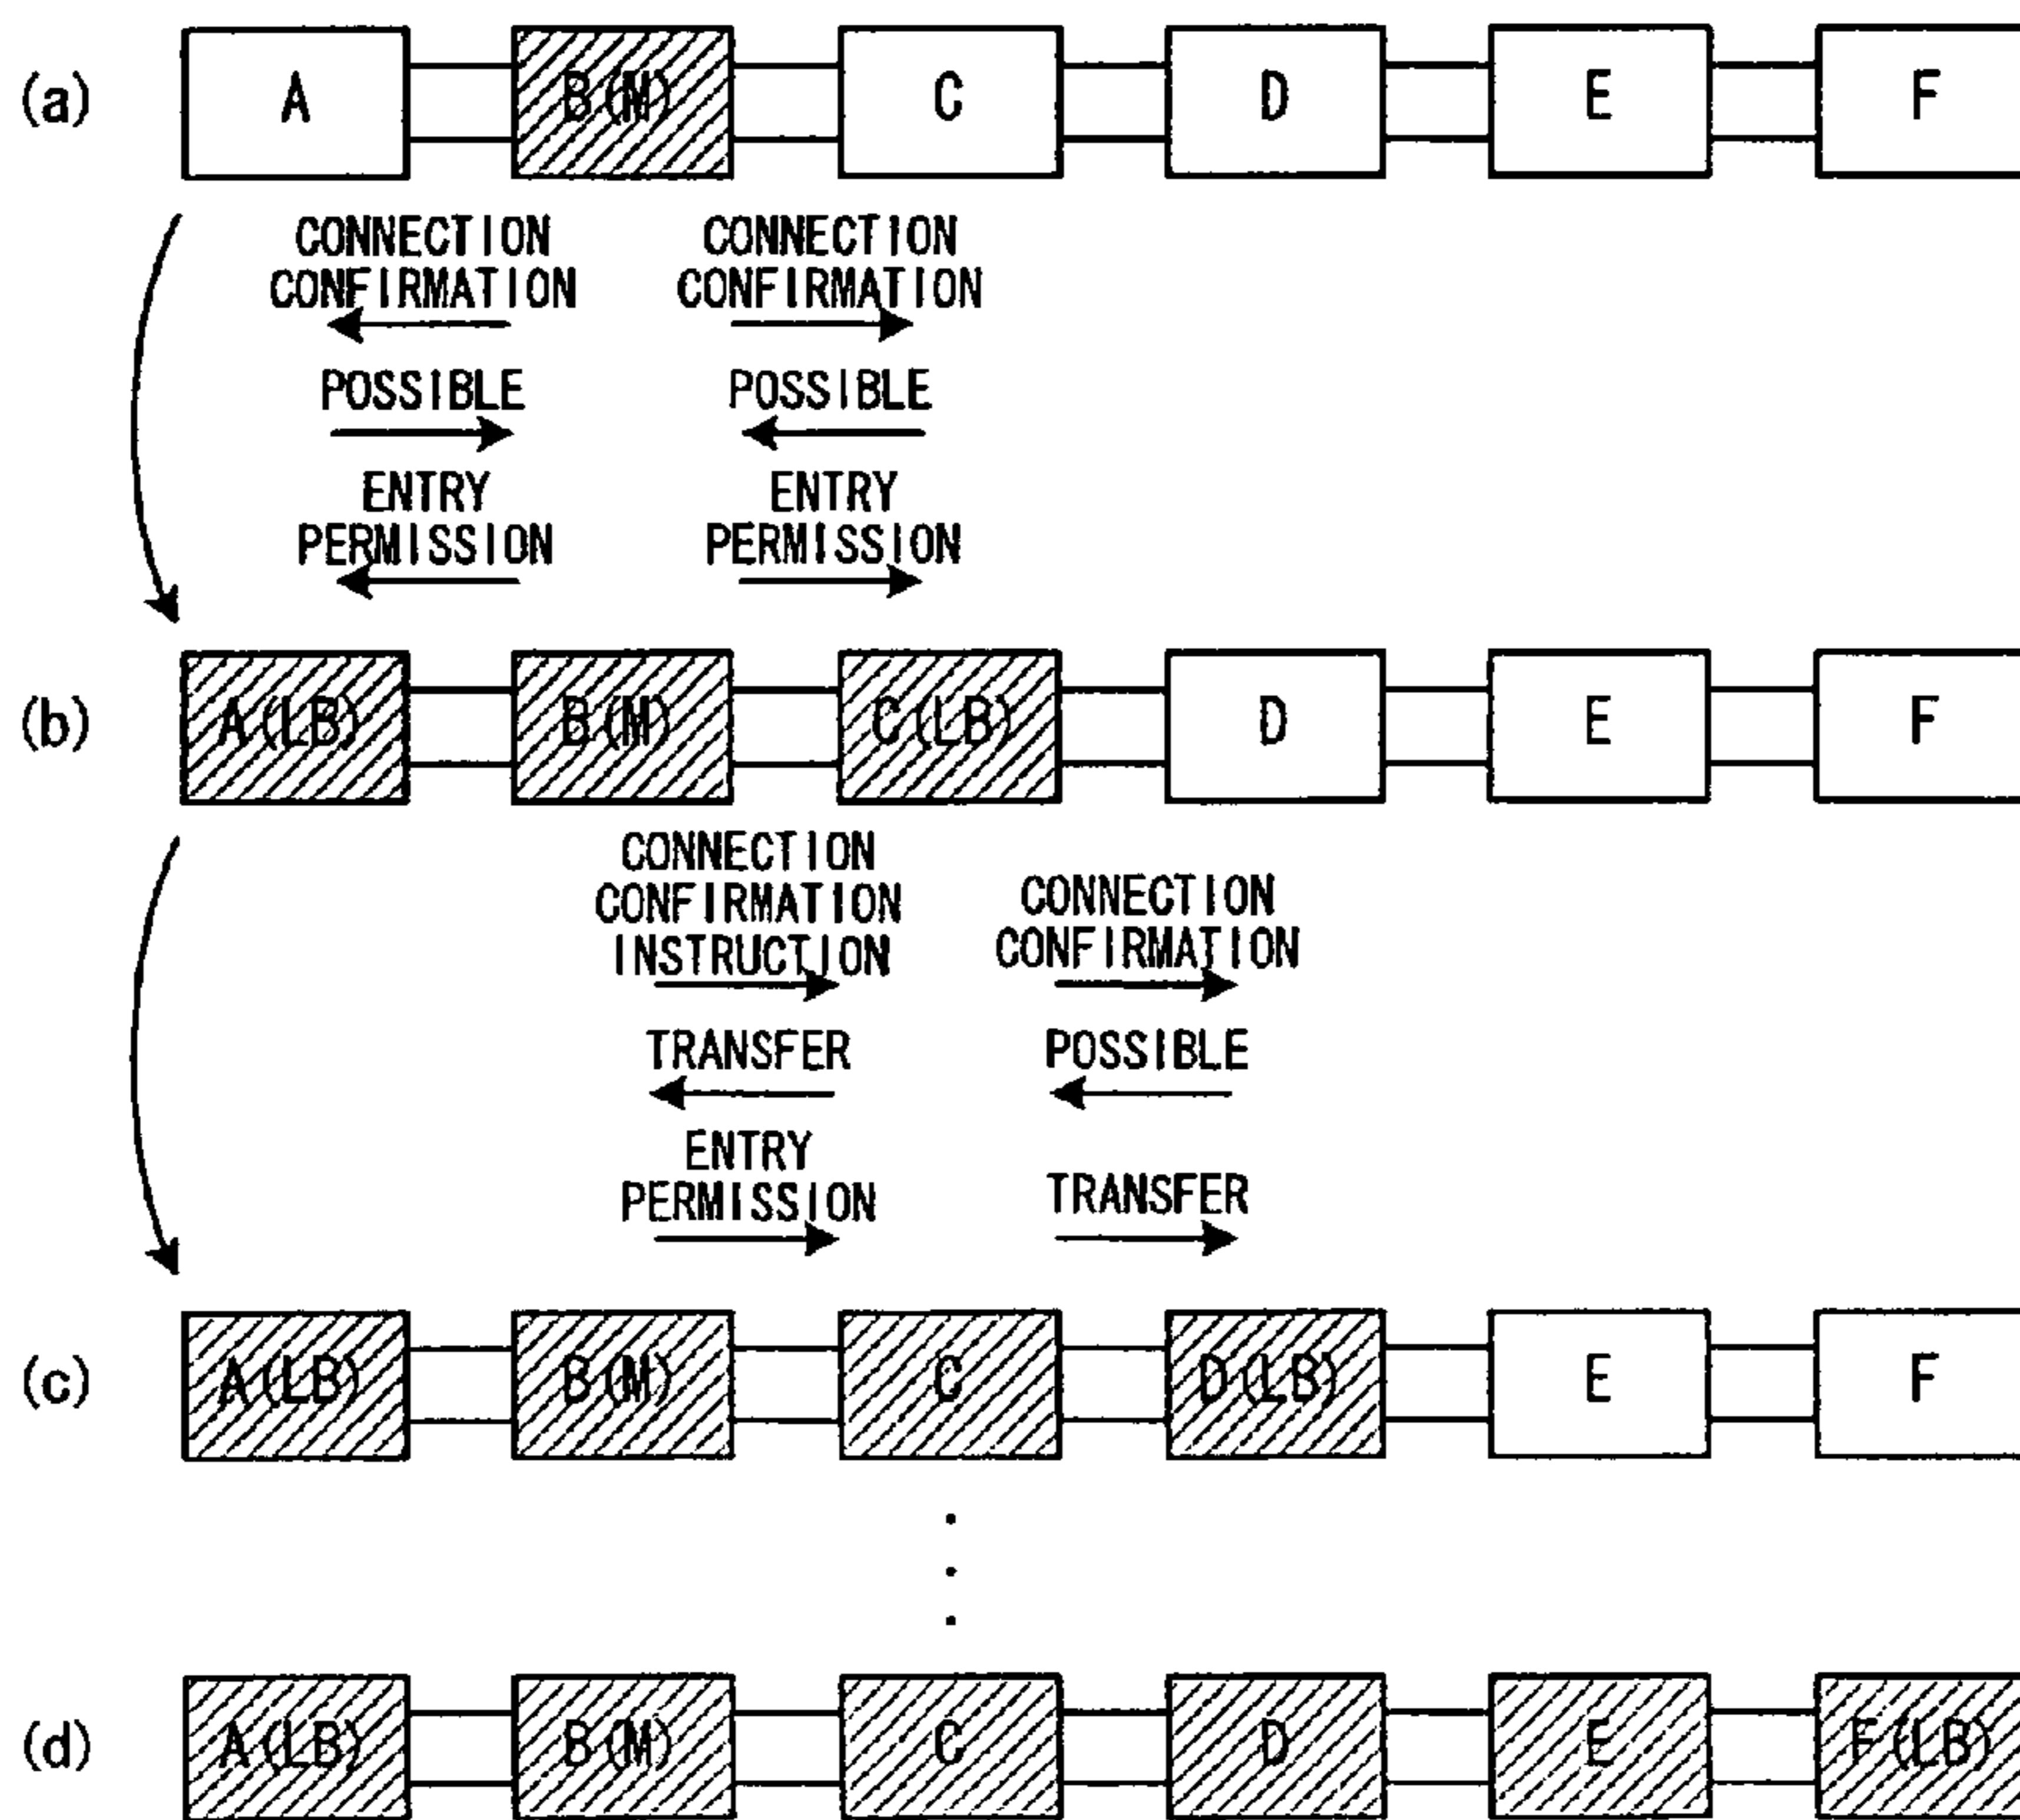 (a) A B(M) C D E F
CONNECTION CONNECTION
CONFIRMATION CONFIRMATION
POSSIBLE POSSIBLE
ENTRY ENTRY
PERMISSION PERMISSION
(b) A(LB) B(M) C(LB) D E F
CONNECTION
CONFIRMATION
INSTRUCTION
CONNECTION
CONFIRMATION
TRANSFER POSSIBLE
ENTRY
PERMISSION
TRANSFER
(c) A(LB) B(M) C D(LB) E F
(d) A(LB) B(M) C D E F(LB)